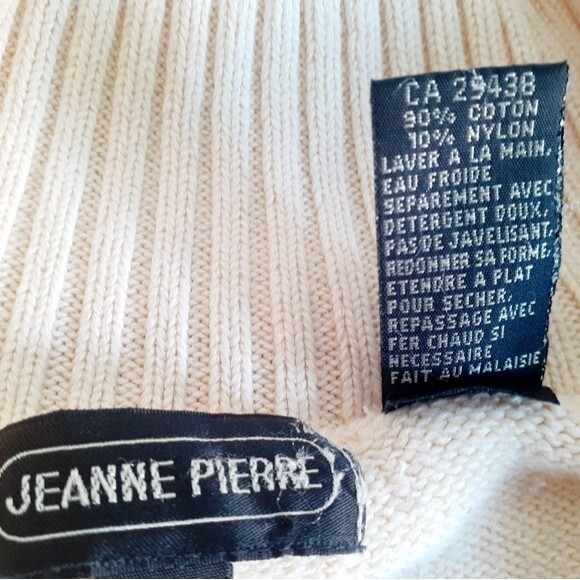 CA 29438
90% COTON
10% NYLON
LAVER A LA MAIN,
EAU FROIDE
SEPAREMENT AVEC
DETERGENT DOUX,
PAS DE JAVELISANT,
REDONNER SA FORME,
ETENDRE A PLAT
POUR SECHER,
REPASSAGE AVEC
FER CHAUD SI
NECESSAIRE
FAIT AU MALAISIE
JEANNE PIERRE